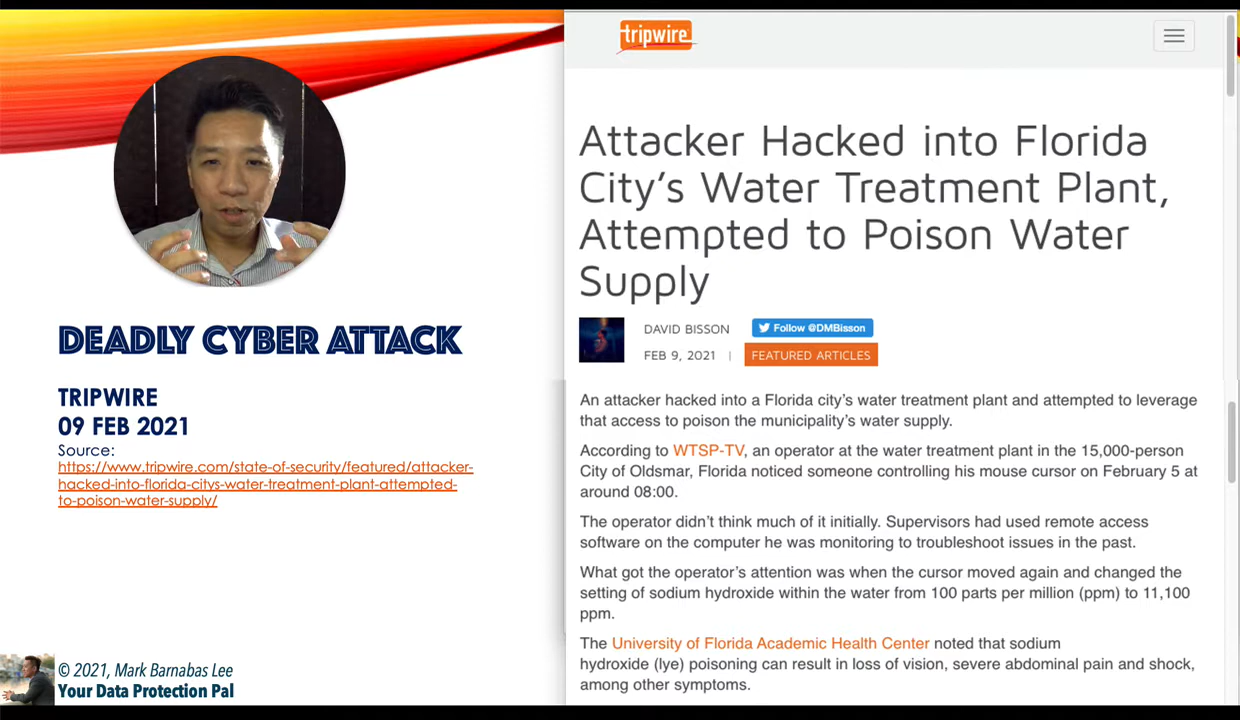 DEADLY CYBER ATTACK
TRIPWIRE
09 FEB 2021
Source:
https://www.tripwire.com/state-of-security/featured/attacker-
hacked-into-florida-citys-water-treatment-plant-attempted-
to-poison-water-supply/
© 2021, Mark Barnabas Lee
Your Data Protection Pal
tripwire
Attacker Hacked into Florida
City’s Water Treatment Plant,
Attempted to Poison Water
Supply
DAVID BISSON
Follow @DMBisson
FEB 9, 2021 |
FEATURED ARTICLES
An attacker hacked into a Florida city’s water treatment plant and attempted to leverage
that access to poison the municipality’s water supply.
According to WTSP-TV, an operator at the water treatment plant in the 15,000-person
City of Oldsmar, Florida noticed someone controlling his mouse cursor on February 5 at
around 08:00.
The operator didn’t think much of it initially. Supervisors had used remote access
software on the computer he was monitoring to troubleshoot issues in the past.
What got the operator’s attention was when the cursor moved again and changed the
setting of sodium hydroxide within the water from 100 parts per million (ppm) to 11,100
ppm.
The University of Florida Academic Health Center noted that sodium
hydroxide (lye) poisoning can result in loss of vision, severe abdominal pain and shock,
among other symptoms.